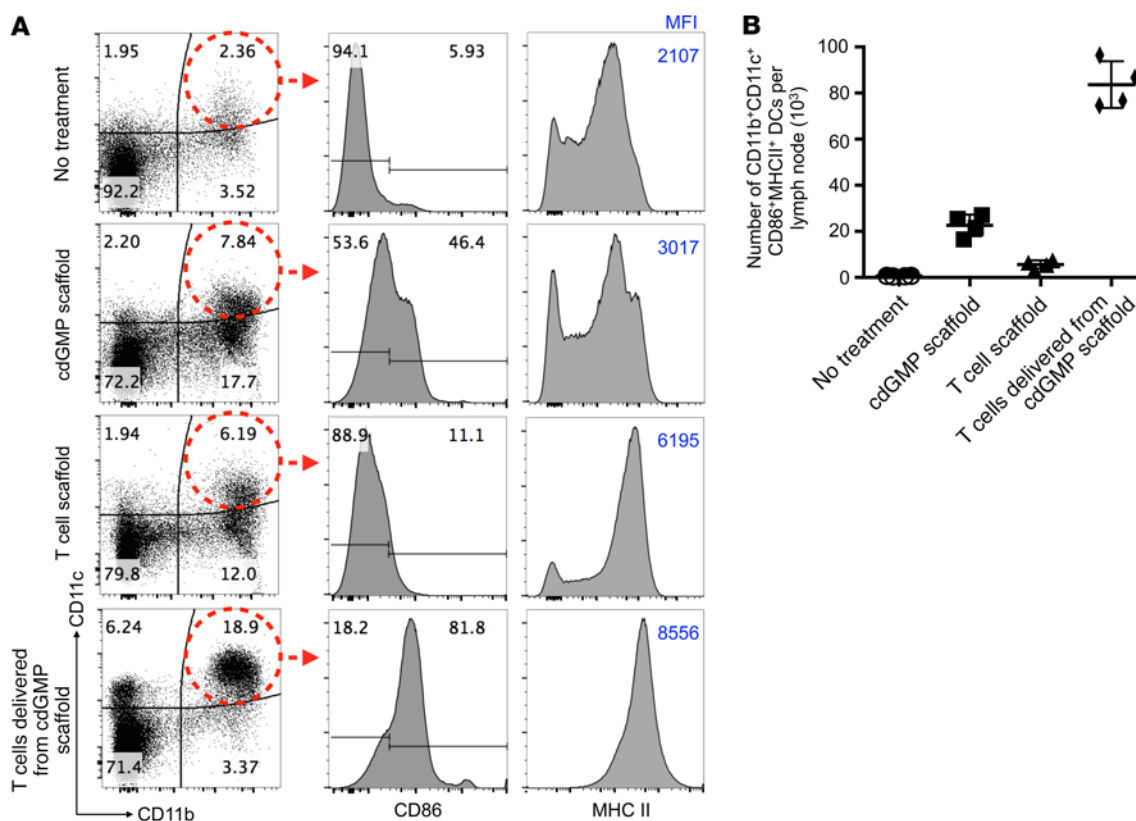 A
MFI
No treatment
1.95
2.36
92.2
3.52
94.1
5.93
2107
cdGMP scaffold
2.20
7.84
72.2
17.7
53.6
46.4
3017
T cell scaffold
1.94
6.19
79.8
12.0
88.9
11.1
6195
T cells delivered
from cdGMP
scaffold
6.24
18.9
71.4
3.37
18.2
81.8
8556
CD11c
CD11b
CD86
MHC II
B
Number of CD11b⁺CD11c⁺
CD86⁺MHCII⁺ DCs per
lymph node (10³)
100
80
60
40
20
0
No treatment
cdGMP scaffold
T cell scaffold
T cells delivered from
cdGMP scaffold